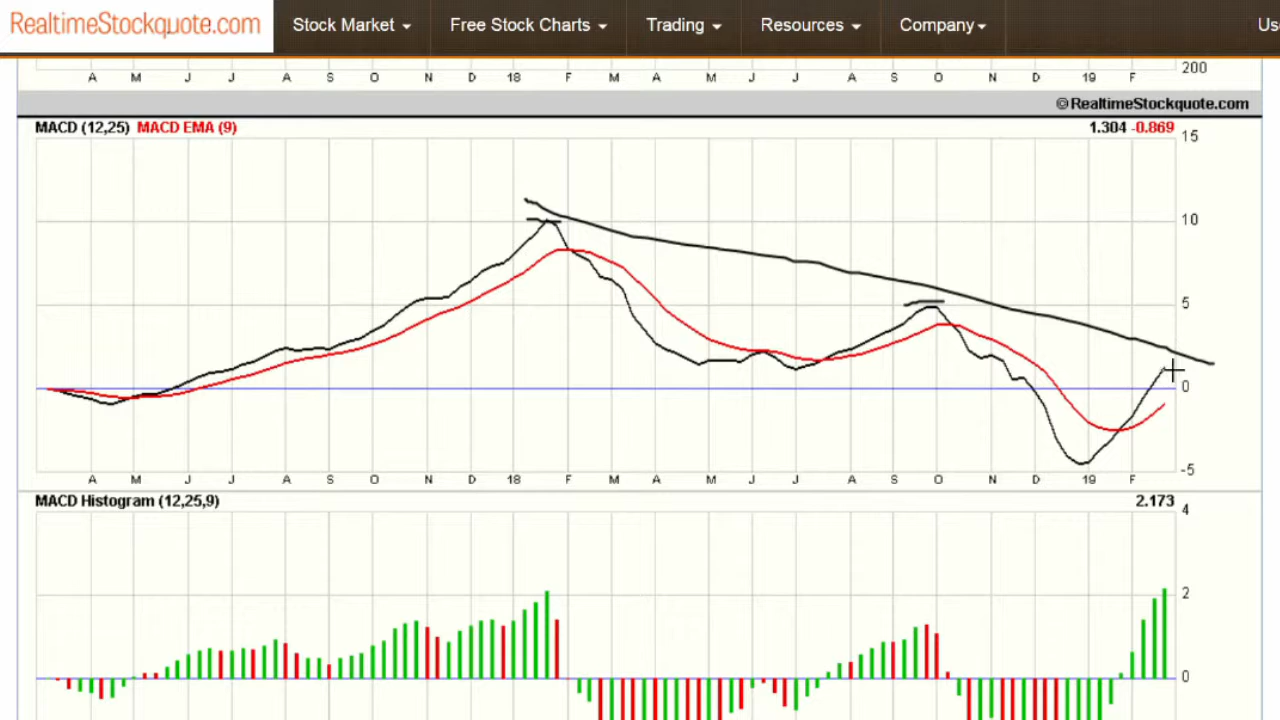 RealtimeStockquote.com Stock Market Free Stock Charts Trading Resources Company Us
A M J J A S O N D 18 F M A M J J A S O N D 19 F 200
© RealtimeStockquote.com
MACD (12,25) MACD EMA (9) 1.304 -0.869 15
10
5
0
-5
A M J J A S O N D 18 F M A M J J A S O N D 19 F
MACD Histogram (12,25,9) 2.173 4
2
0